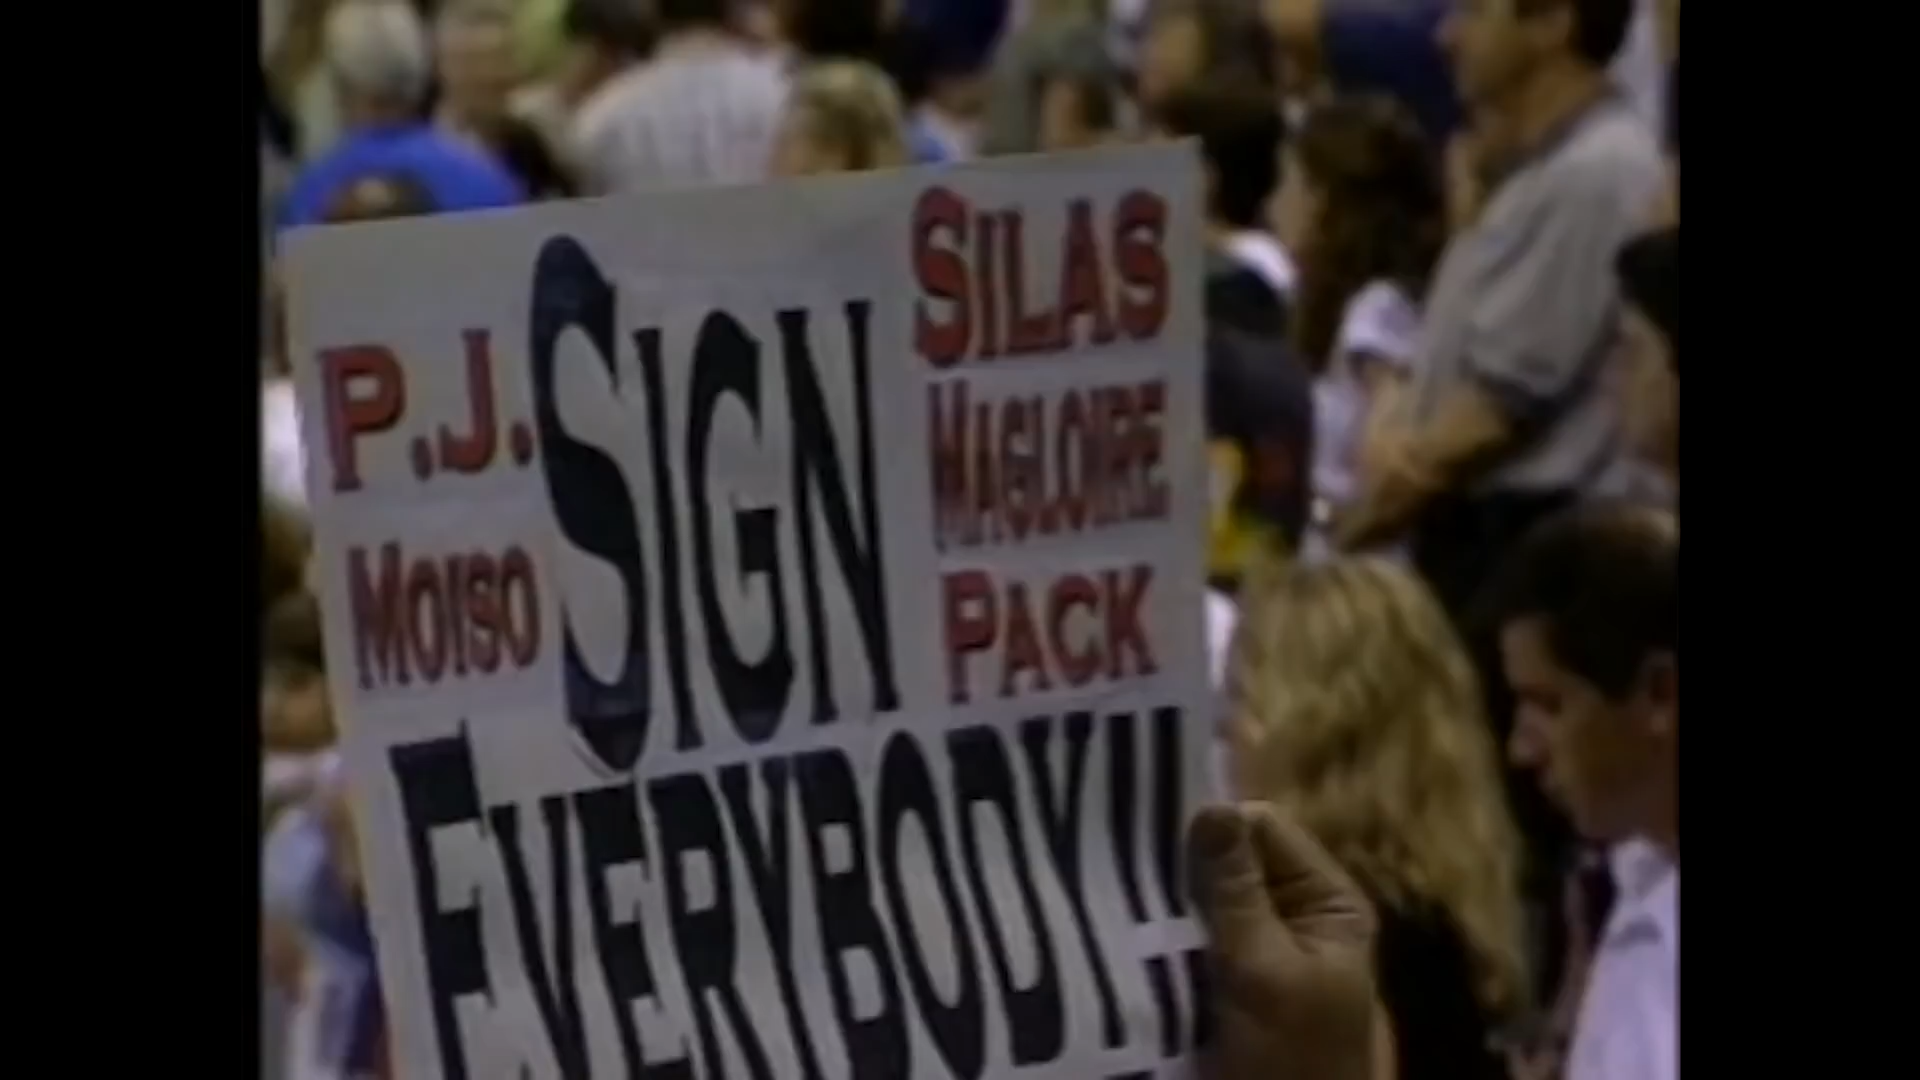 P.J.
MOISO
SIGN
SILAS
MAGLOIRE
PACK
EVERYBODY!!